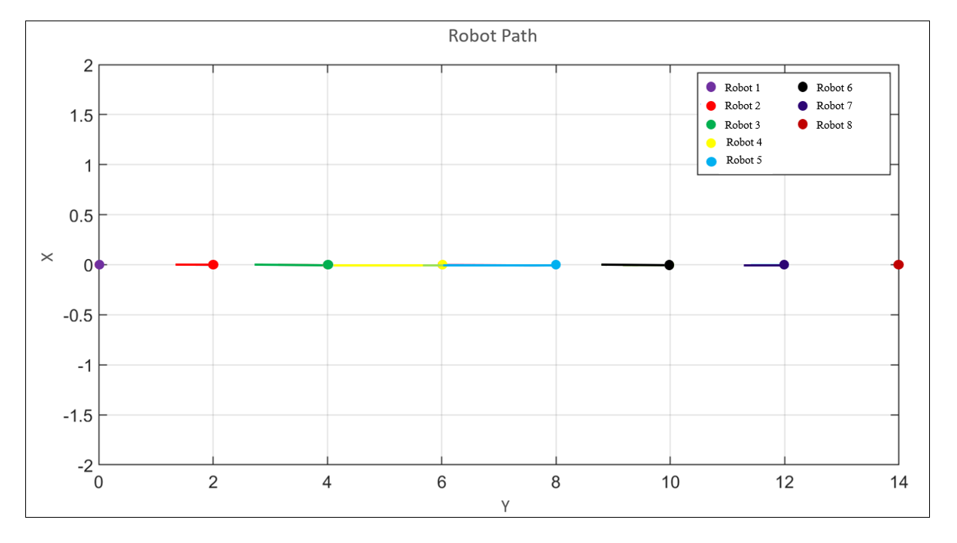 Robot Path
2
1.5
1
0.5
0
-0.5
-1
-1.5
-2
X
0 2 4 6 8 10 12 14
Y
Robot 1
Robot 2
Robot 3
Robot 4
Robot 5
Robot 6
Robot 7
Robot 8